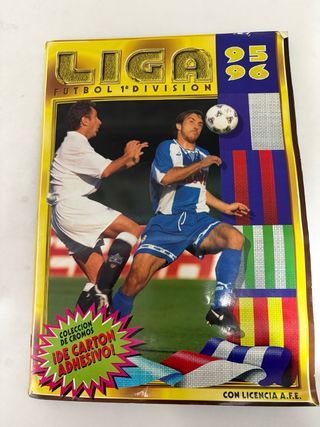 LIGA
FUTBOL 1ª DIVISION
95
96
COLECCION
DE CROMOS
¡DE CARTON
ADHESIVO!
CON LICENCIA A.F.E.